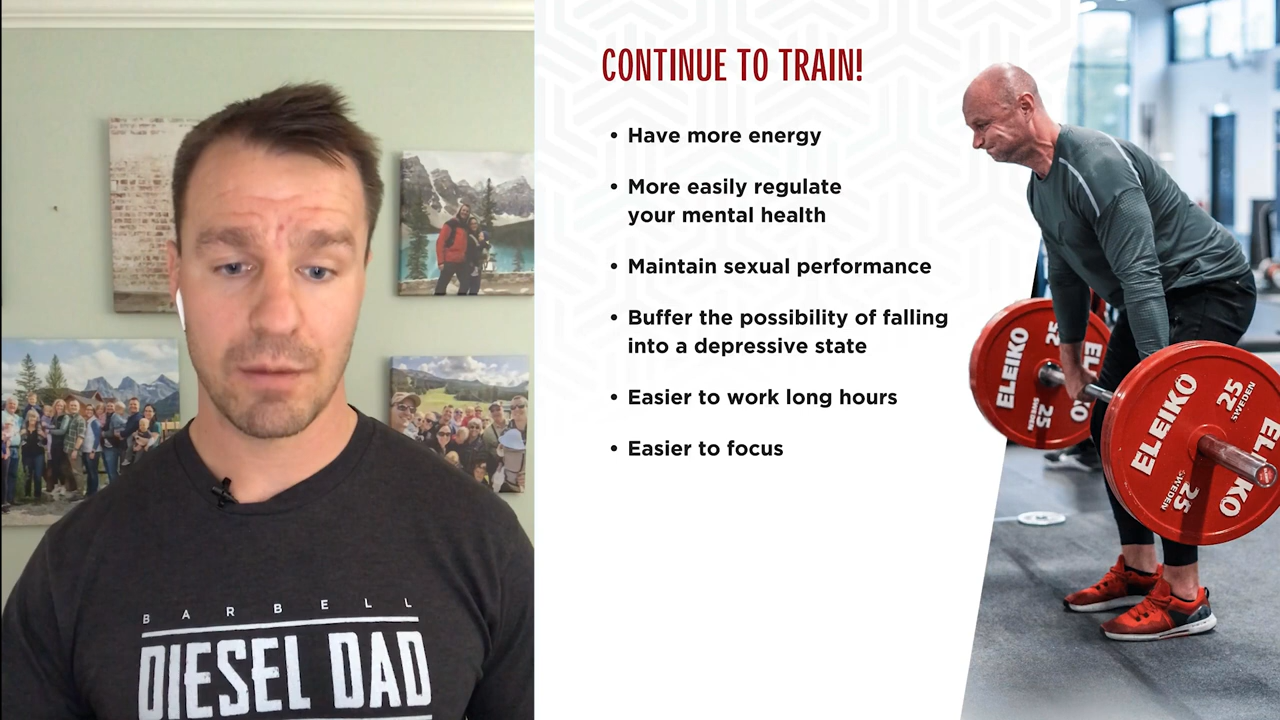 CONTINUE TO TRAIN!
• Have more energy
• More easily regulate
your mental health
• Maintain sexual performance
• Buffer the possibility of falling
into a depressive state
• Easier to work long hours
• Easier to focus
BARBELL
DIESEL DAD
ELEIKO
25
ELEIKO
25
SWEDEN
25
SWEDEN